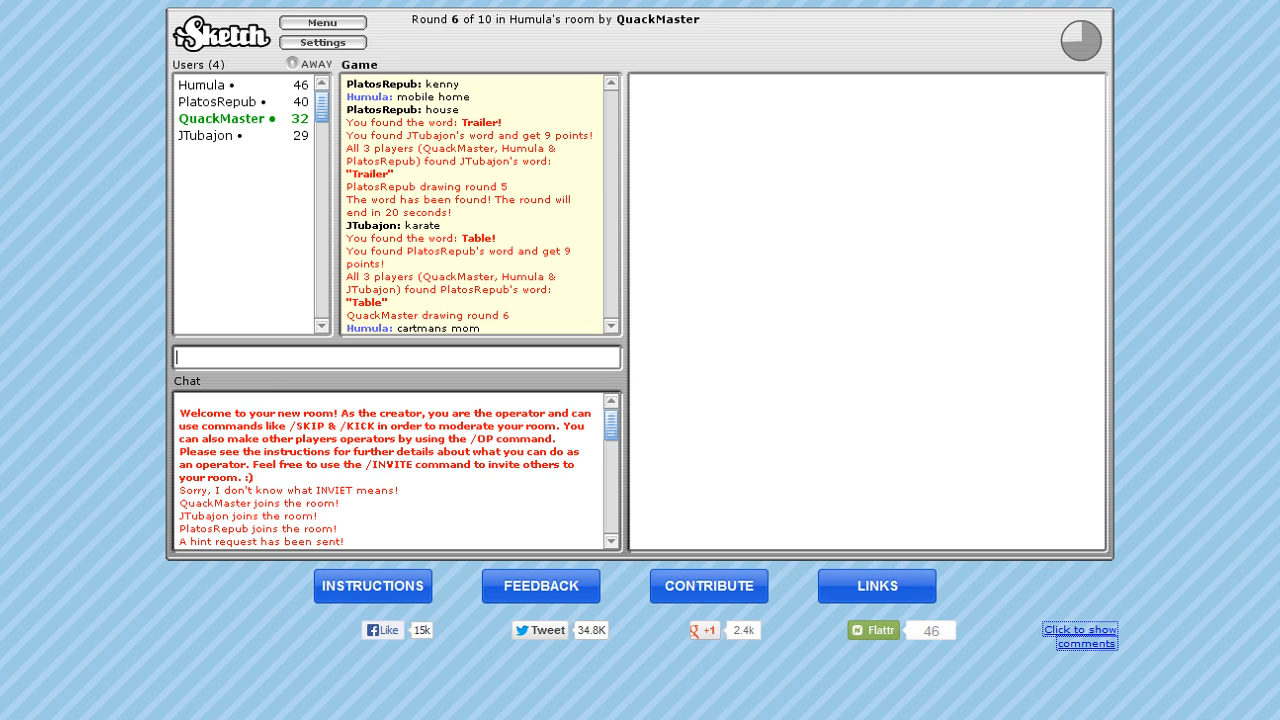 iSketch
Menu
Settings
Round 6 of 10 in Humula's room by QuackMaster
Users (4)
AWAY
Game
Humula • 46
PlatosRepub • 40
QuackMaster • 32
JTubajon • 29
PlatosRepub: kenny
Humula: mobile home
PlatosRepub: house
You found the word: Trailer!
You found JTubajon's word and get 9 points!
All 3 players (QuackMaster, Humula &
PlatosRepub) found JTubajon's word:
"Trailer"
PlatosRepub drawing round 5
The word has been found! The round will
end in 20 seconds!
JTubajon: karate
You found the word: Table!
You found PlatosRepub's word and get 9
points!
All 3 players (QuackMaster, Humula &
JTubajon) found PlatosRepub's word:
"Table"
QuackMaster drawing round 6
Humula: cartmans mom
Chat
Welcome to your new room! As the creator, you are the operator and can
use commands like /SKIP & /KICK in order to moderate your room. You
can also make other players operators by using the /OP command.
Please see the instructions for further details about what you can do as
an operator. Feel free to use the /INVITE command to invite others to
your room. :)
Sorry, I don't know what INVIET means!
QuackMaster joins the room!
JTubajon joins the room!
PlatosRepub joins the room!
A hint request has been sent!
INSTRUCTIONS
FEEDBACK
CONTRIBUTE
LINKS
Like 15k
Tweet 34.8K
g +1 2.4k
Flattr 46
Click to show
comments